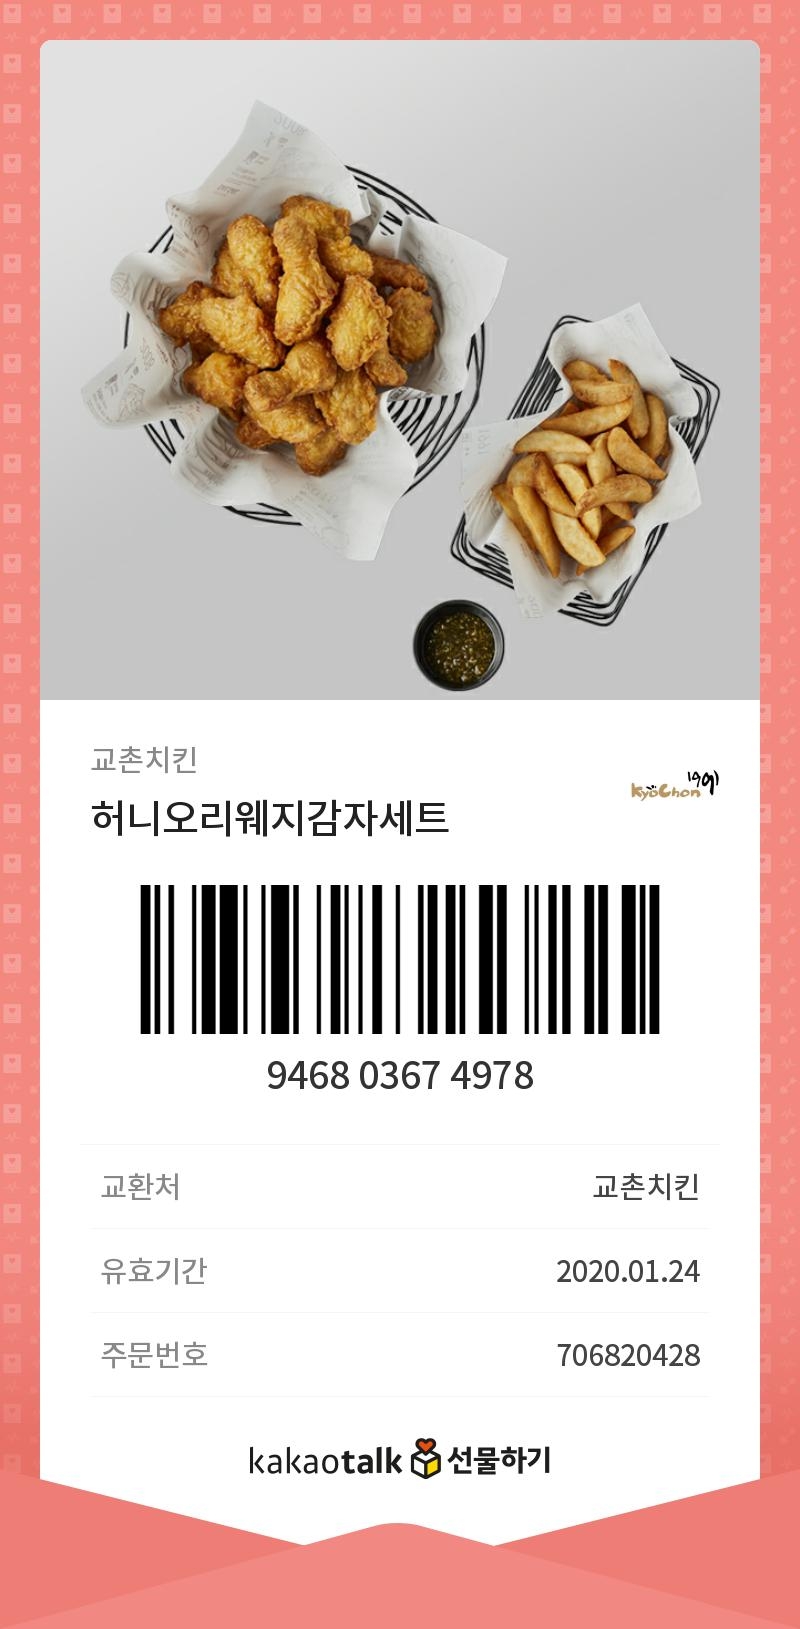 교촌치킨
허니오리웨지감자세트
KyoChon 1991
9468 0367 4978
교환처 교촌치킨
유효기간 2020.01.24
주문번호 706820428
kakaotalk 선물하기